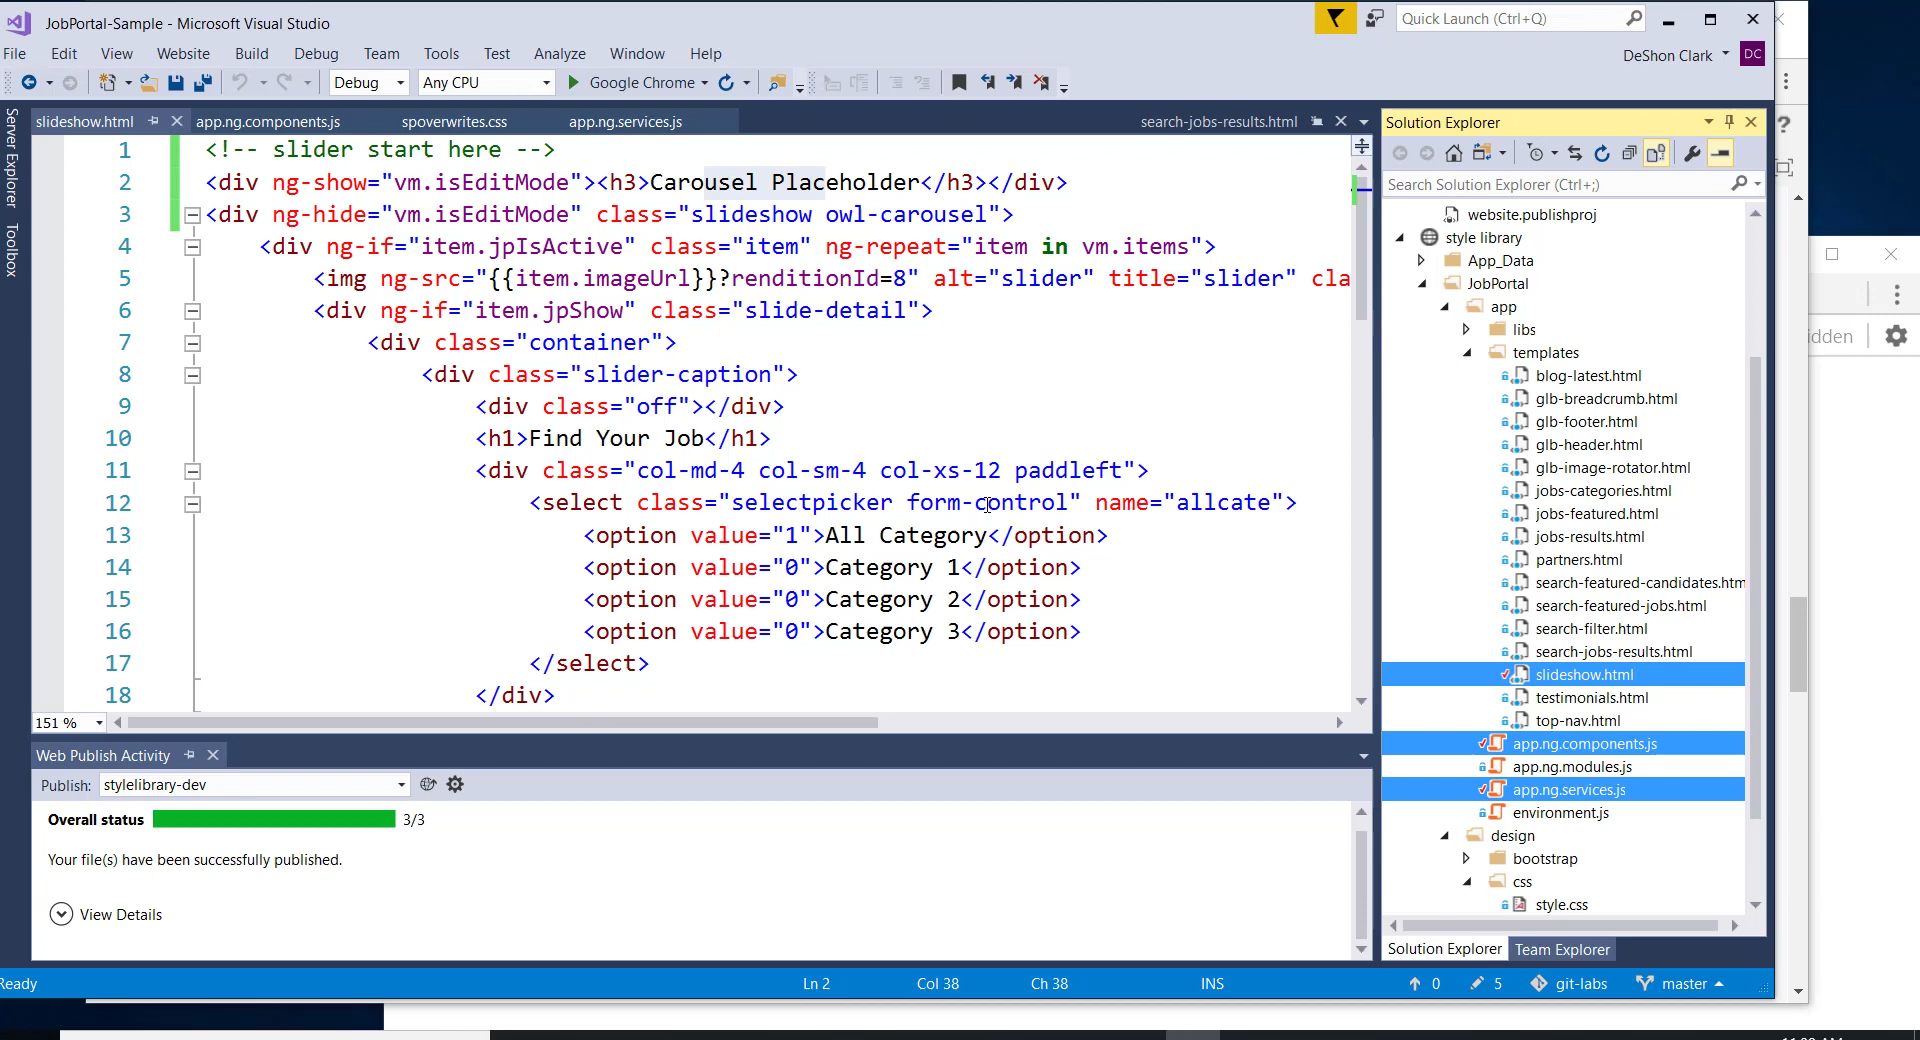 JobPortal-Sample - Microsoft Visual Studio
Quick Launch (Ctrl+Q)
File Edit View Website Build Debug Team Tools Test Analyze Window Help
DeShon Clark DC
Debug Any CPU Google Chrome
Server Explorer
Toolbox
slideshow.html app.ng.components.js spoverwrites.css app.ng.services.js search-jobs-results.html
1 <!-- slider start here -->
2 <div ng-show="vm.isEditMode"><h3>Carousel Placeholder</h3></div>
3 <div ng-hide="vm.isEditMode" class="slideshow owl-carousel">
4 <div ng-if="item.jpIsActive" class="item" ng-repeat="item in vm.items">
5 <img ng-src="{{item.imageUrl}}?renditionId=8" alt="slider" title="slider" cla
6 <div ng-if="item.jpShow" class="slide-detail">
7 <div class="container">
8 <div class="slider-caption">
9 <div class="off"></div>
10 <h1>Find Your Job</h1>
11 <div class="col-md-4 col-sm-4 col-xs-12 paddleft">
12 <select class="selectpicker form-control" name="allcate">
13 <option value="1">All Category</option>
14 <option value="0">Category 1</option>
15 <option value="0">Category 2</option>
16 <option value="0">Category 3</option>
17 </select>
18 </div>
151 %
Web Publish Activity
Publish: stylelibrary-dev
Overall status 3/3
Your file(s) have been successfully published.
View Details
Solution Explorer
Search Solution Explorer (Ctrl+;)
website.publishproj
style library
App_Data
JobPortal
app
libs
templates
blog-latest.html
glb-breadcrumb.html
glb-footer.html
glb-header.html
glb-image-rotator.html
jobs-categories.html
jobs-featured.html
jobs-results.html
partners.html
search-featured-candidates.htm
search-featured-jobs.html
search-filter.html
search-jobs-results.html
slideshow.html
testimonials.html
top-nav.html
app.ng.components.js
app.ng.modules.js
app.ng.services.js
environment.js
design
bootstrap
css
style.css
Solution Explorer Team Explorer
Ready Ln 2 Col 38 Ch 38 INS 0 5 git-labs master
idden